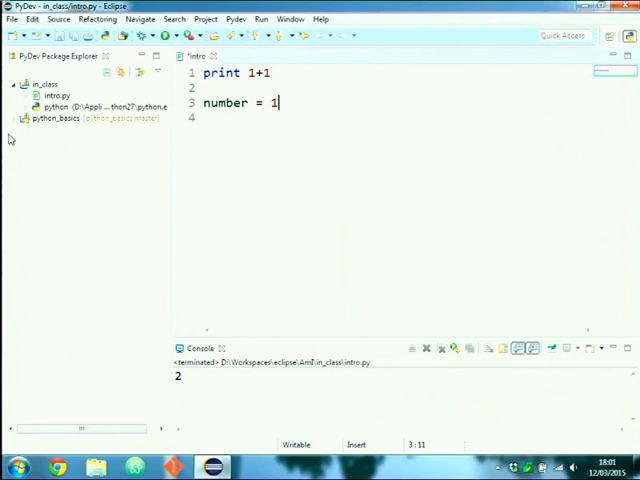 PyDev - in_class/intro.py - Eclipse
File Edit Source Refactoring Navigate Search Project Pydev Run Window Help
Quick Access
PyDev Package Explorer
*intro
in_class
intro.py
python (D:\Appli ... thon27\python.e
python_basics [python_basics master]
1 print 1+1
2
3 number = 1
4
Console
<terminated> D:\Workspaces\eclipse\AmI\in_class\intro.py
2
Writable Insert 3 : 11
18:01
12/03/2015